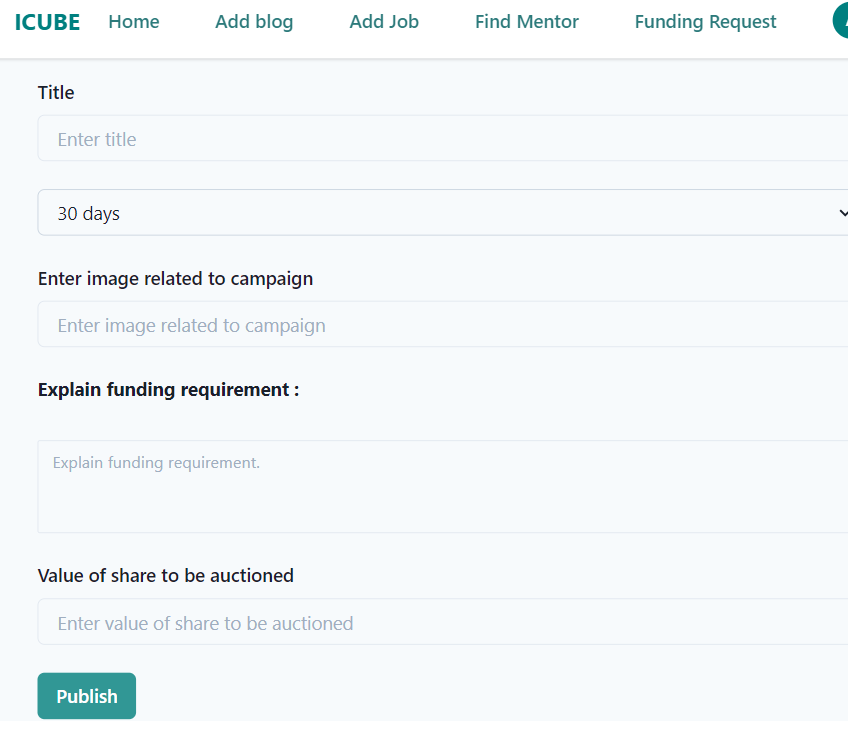 ICUBE Home Add blog Add Job Find Mentor Funding Request
Title
Enter title
30 days
Enter image related to campaign
Enter image related to campaign
Explain funding requirement :
Explain funding requirement.
Value of share to be auctioned
Enter value of share to be auctioned
Publish